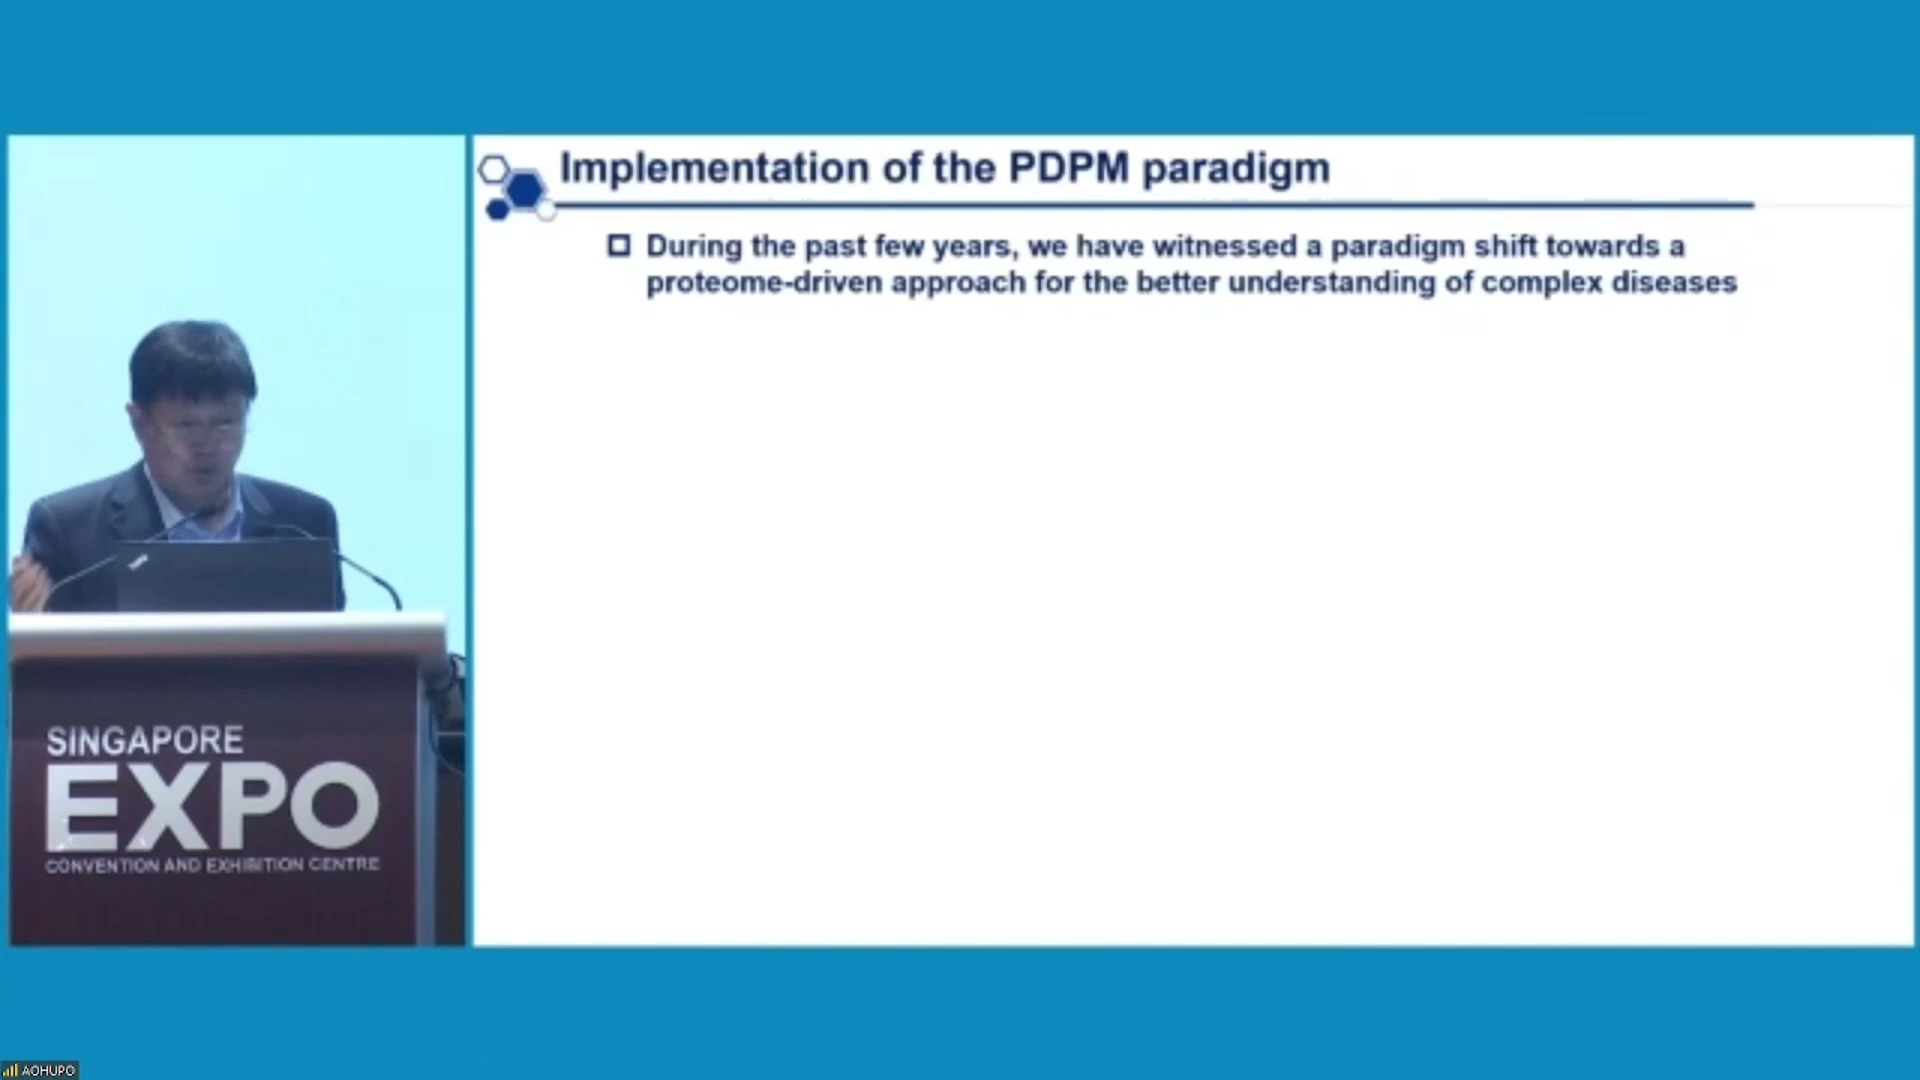 Implementation of the PDPM paradigm
During the past few years, we have witnessed a paradigm shift towards a
proteome-driven approach for the better understanding of complex diseases
SINGAPORE
EXPO
CONVENTION AND EXHIBITION CENTRE
AOHUPO